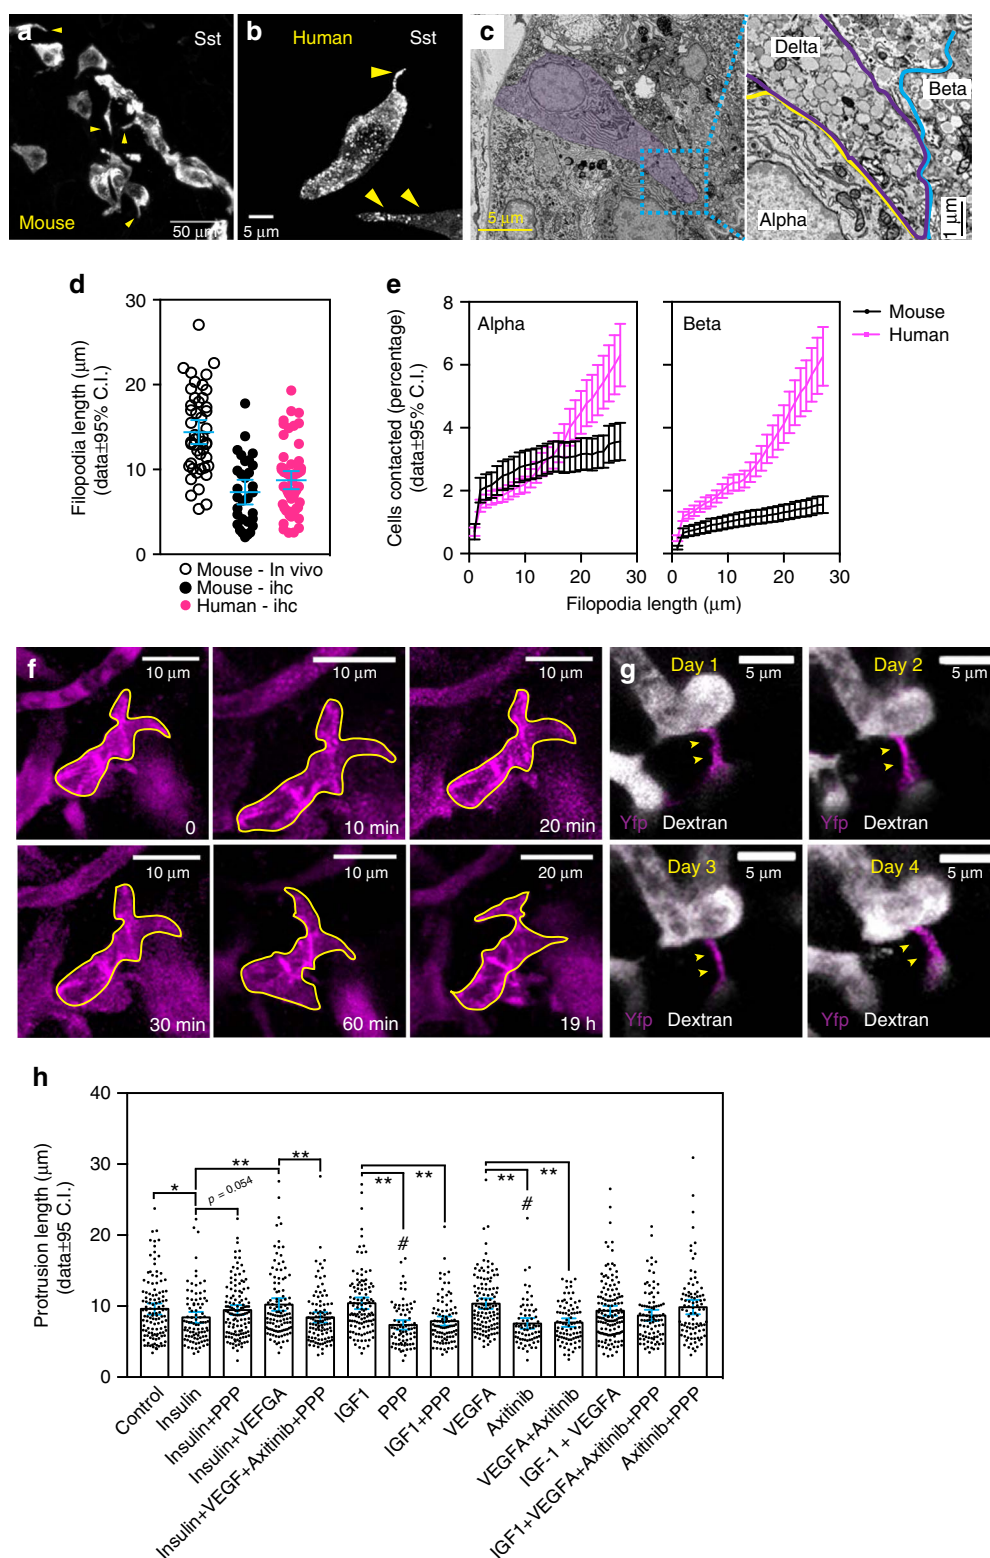 a
Sst
Mouse
50 µm
b
Human
Sst
5 µm
c
5 µm
Delta
Beta
Alpha
1 µm
d
Filopodia length (µm)
(data±95% C.I.)
30
20
10
0
Mouse - In vivo
Mouse - ihc
Human - ihc
e
Cells contacted (percentage)
(data±95% C.I.)
8
6
4
2
0
Alpha
Beta
Mouse
Human
0 10 20 30
0 10 20 30
Filopodia length (µm)
f
10 µm
0
10 µm
10 min
10 µm
20 min
10 µm
30 min
10 µm
60 min
20 µm
19 h
g
Day 1
5 µm
Yfp Dextran
Day 2
5 µm
Yfp Dextran
Day 3
5 µm
Yfp Dextran
Day 4
5 µm
Yfp Dextran
h
Protrusion length (µm)
(data±95 C.I.)
40
30
20
10
0
*
**
p = 0.054
**
**
#
**
**
#
**
Control
Insulin
Insulin+PPP
Insulin+VEFGA
Insulin+VEGF+Axitinib+PPP
IGF1
PPP
IGF1+PPP
VEGFA
Axitinib
VEGFA+Axitinib
IGF-1 + VEGFA
IGF1+VEGFA+Axitinib+PPP
Axitinib+PPP